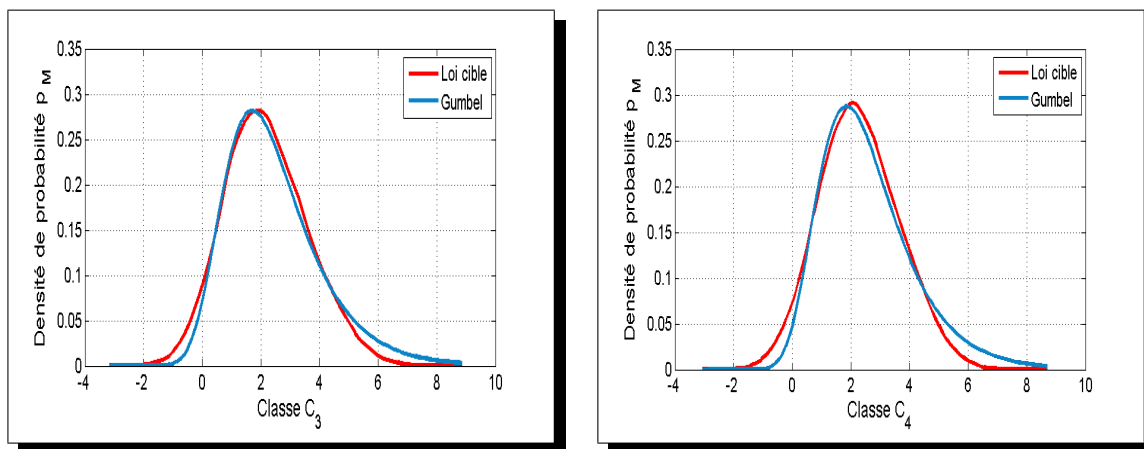 0.35
0.3
0.25
0.2
0.15
0.1
0.05
0
-4 -2 0 2 4 6 8 10
Densité de probabilité p M
Classe C3
Loi cible
Gumbel
0.35
0.3
0.25
0.2
0.15
0.1
0.05
0
-4 -2 0 2 4 6 8 10
Densité de probabilité p M
Classe C4
Loi cible
Gumbel